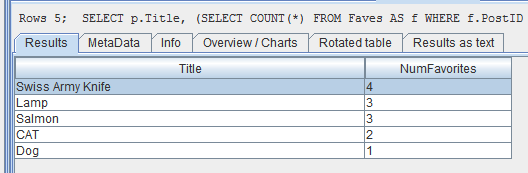 Rows 5; SELECT p.Title, (SELECT COUNT(*) FROM Faves AS f WHERE f.PostID
Results MetaData Info Overview / Charts Rotated table Results as text
Title NumFavorites
Swiss Army Knife 4
Lamp 3
Salmon 3
CAT 2
Dog 1